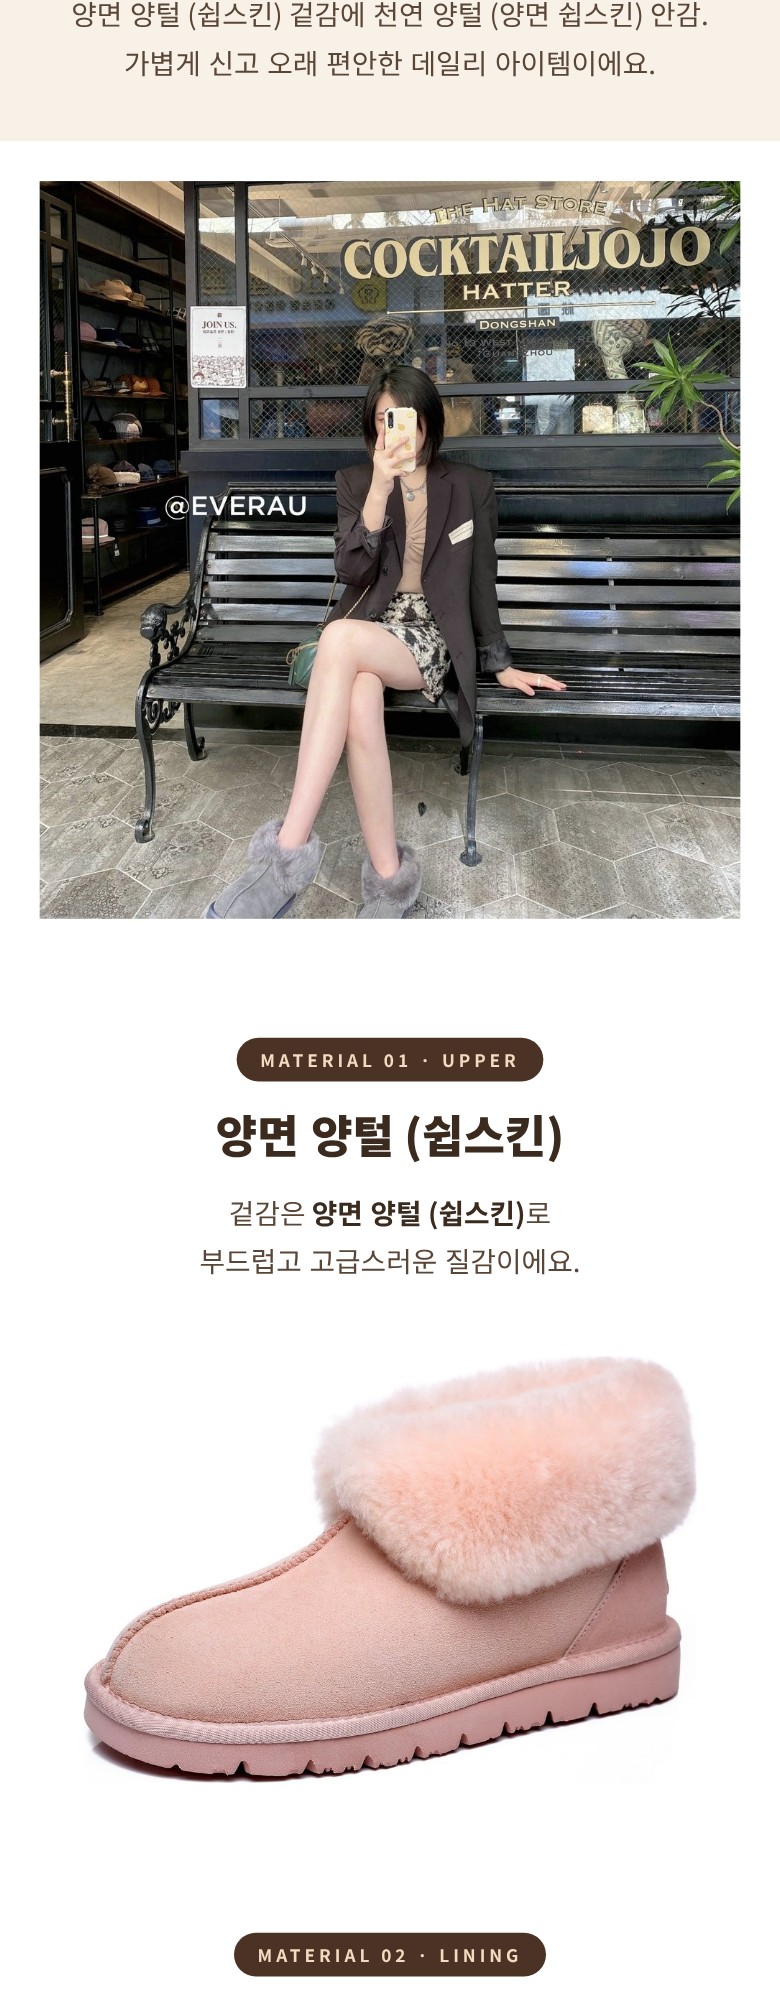 양면 양털 (쉽스킨) 겉감에 천연 양털 (양면 쉽스킨) 안감.
가볍게 신고 오래 편안한 데일리 아이템이에요.
THE HAT STORE
COCKTAILJOJO
HATTER
DONGSHAN
JOIN US.
@EVERAU
MATERIAL 01 · UPPER
양면 양털 (쉽스킨)
겉감은 양면 양털 (쉽스킨)로
부드럽고 고급스러운 질감이에요.
MATERIAL 02 · LINING